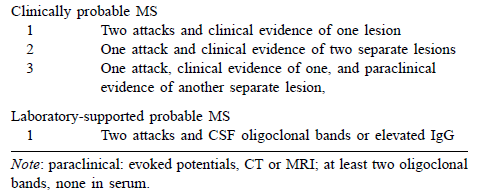 Clinically probable MS
1 Two attacks and clinical evidence of one lesion
2 One attack and clinical evidence of two separate lesions
3 One attack, clinical evidence of one, and paraclinical
evidence of another separate lesion,
Laboratory-supported probable MS
1 Two attacks and CSF oligoclonal bands or elevated IgG
Note: paraclinical: evoked potentials, CT or MRI; at least two oligoclonal
bands, none in serum.